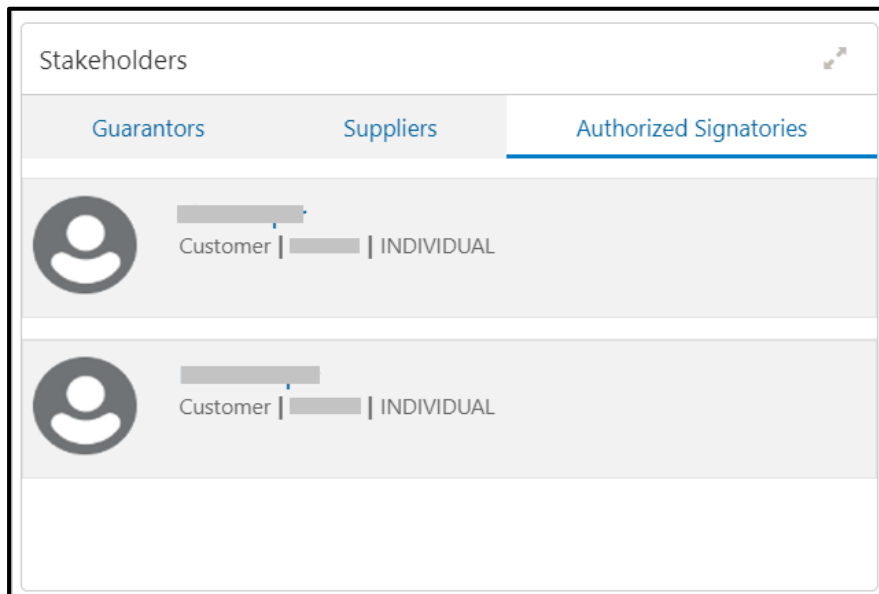 Stakeholders
Guarantors Suppliers Authorized Signatories
Customer | | INDIVIDUAL
Customer | | INDIVIDUAL